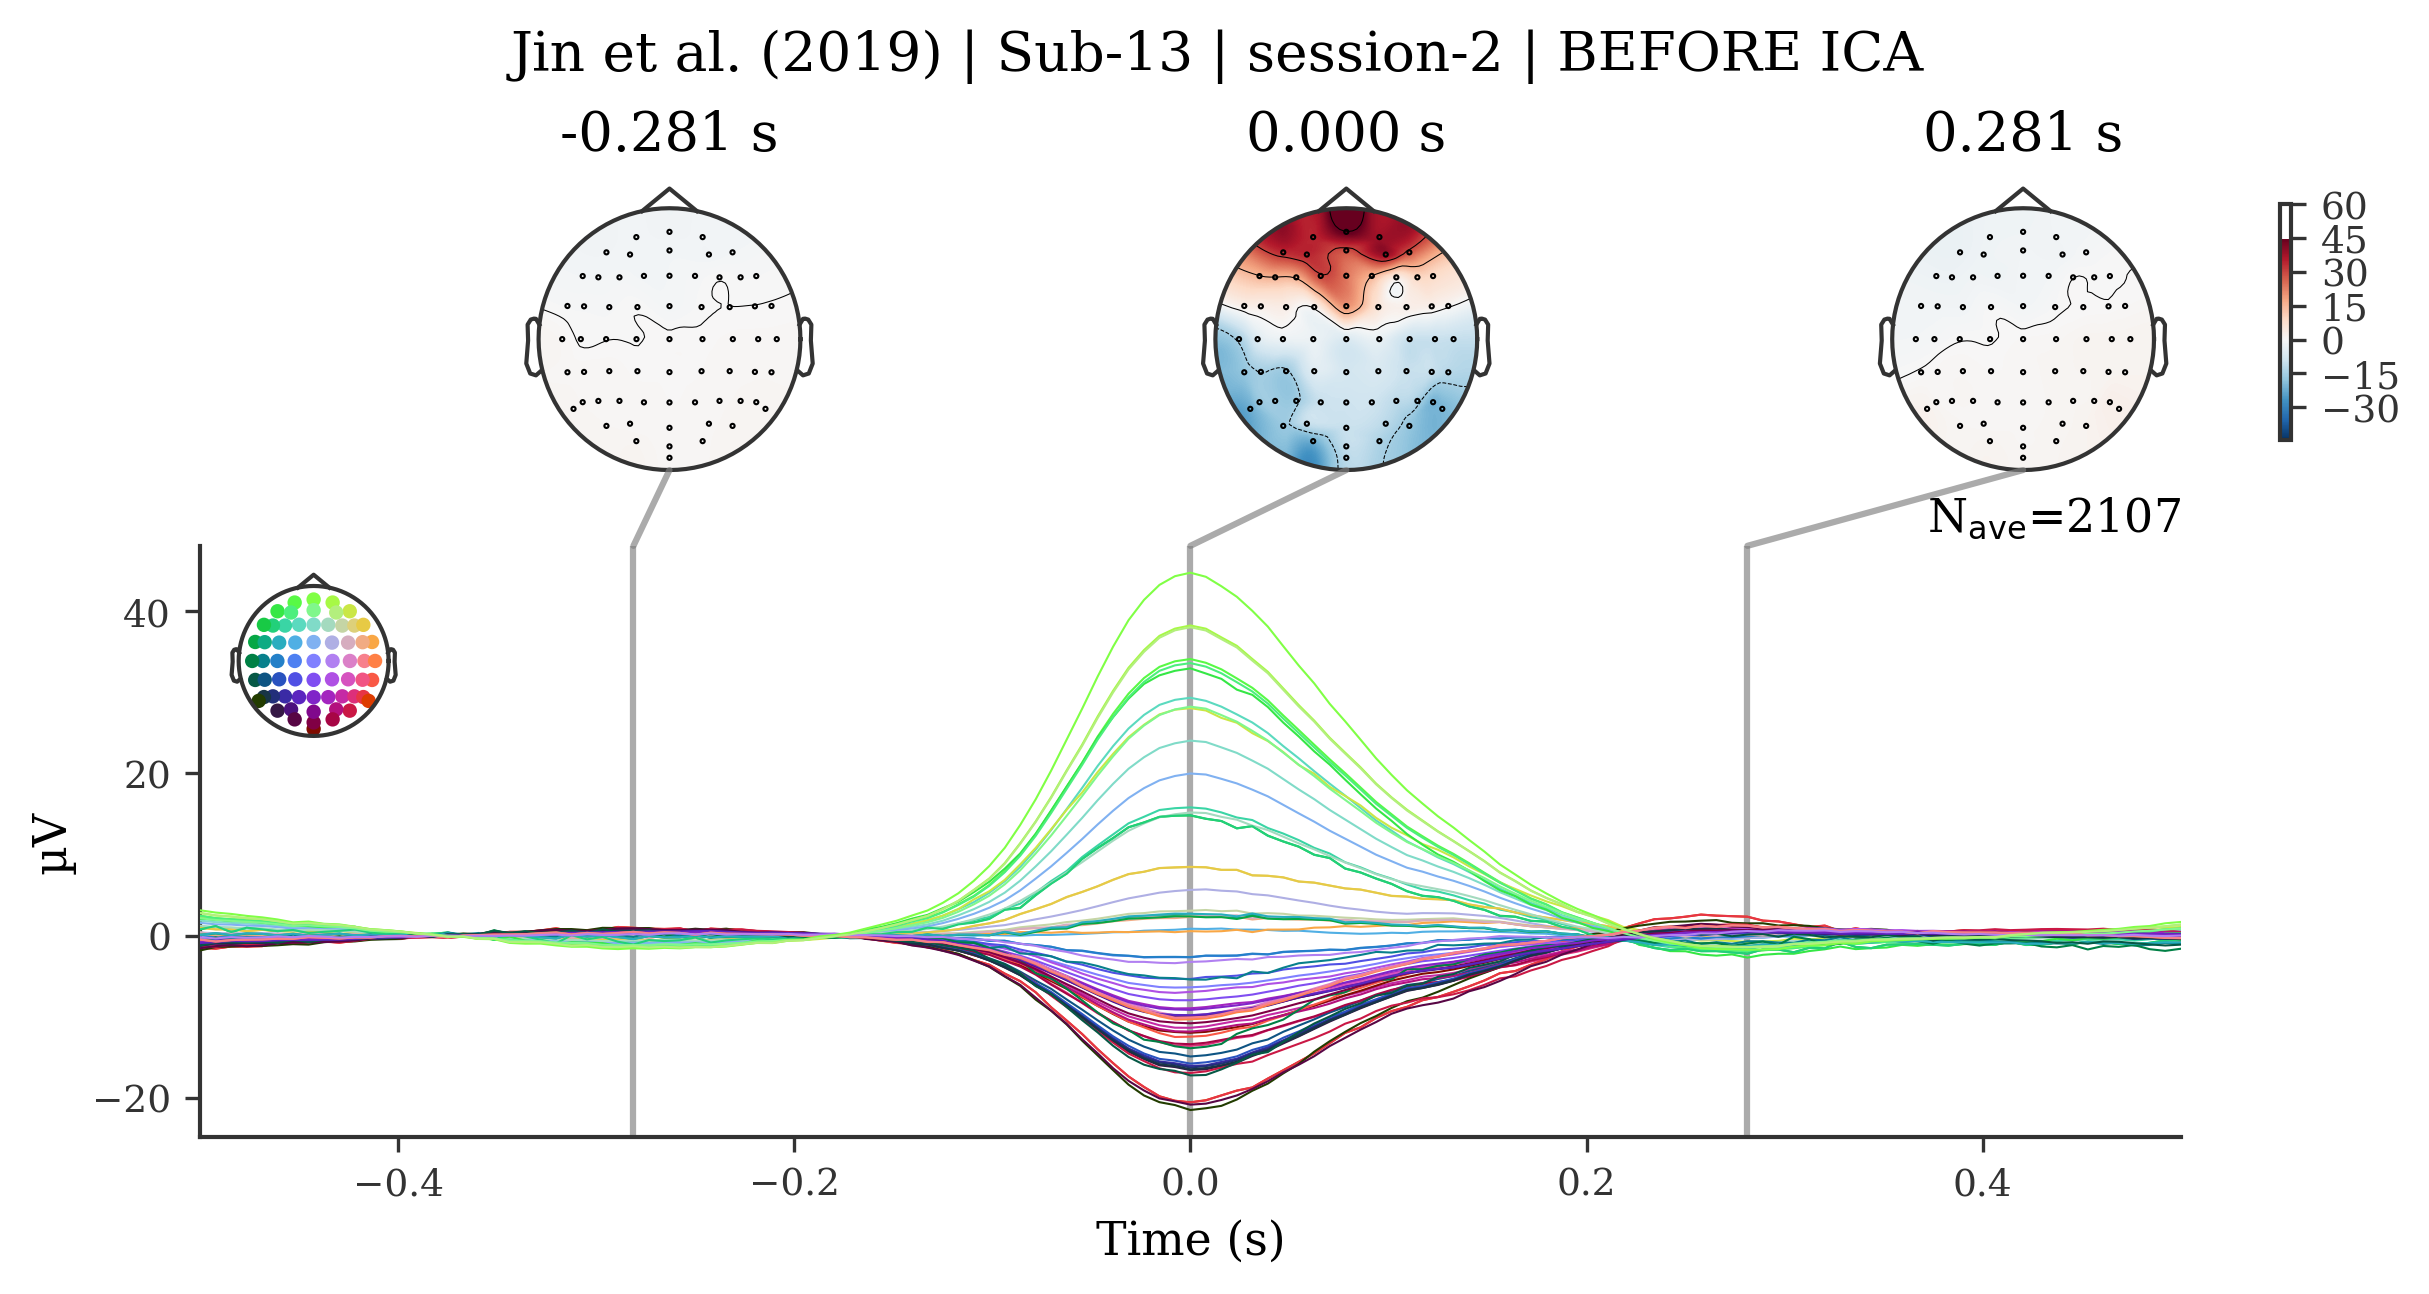 Jin et al. (2019) | Sub-13 | session-2 | BEFORE ICA
-0.281 s
0.000 s
0.281 s
60
45
30
15
0
−15
−30
Nave=2107
40
20
0
−20
µV
−0.4
−0.2
0.0
0.2
0.4
Time (s)